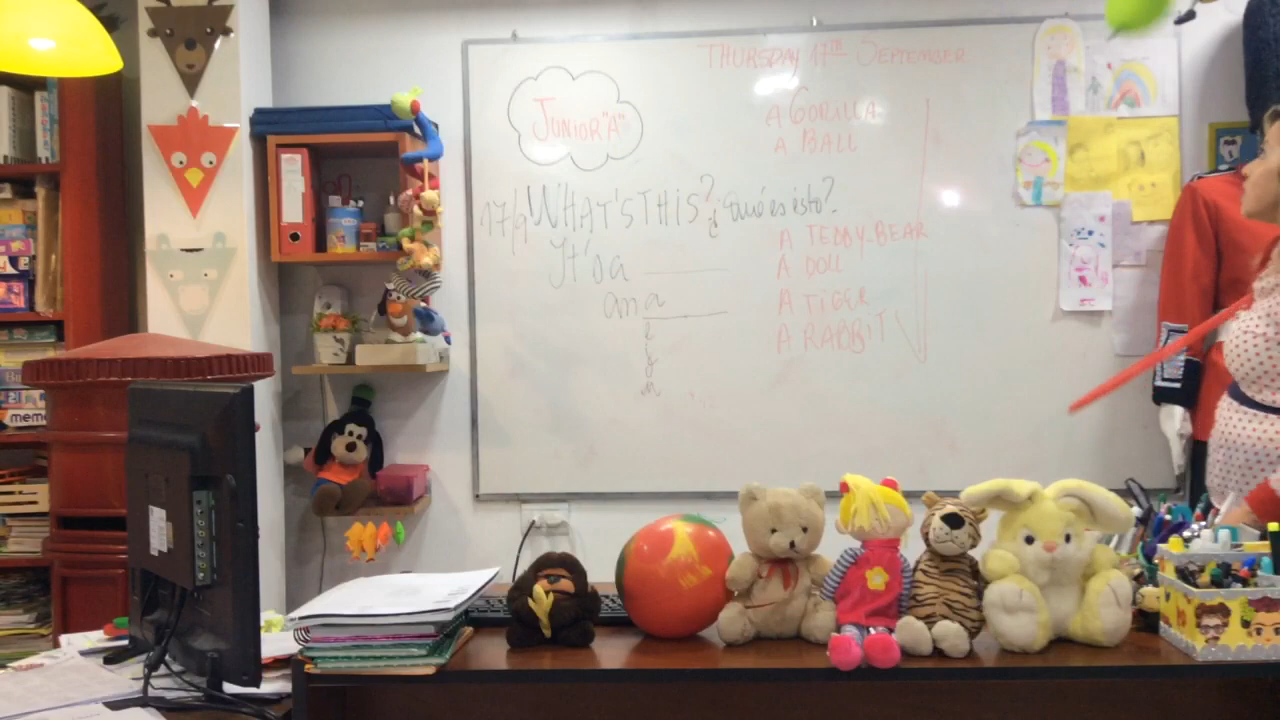 THURSDAY 17TH SEPTEMBER
JUNIOR "A"
A GORILLA
A BALL
17/9 WHAT'S THIS? ¿Qué es esto?
It's a
an a
e
i
A TEDDY-BEAR
A DOLL
A TIGER
A RABBIT
mem